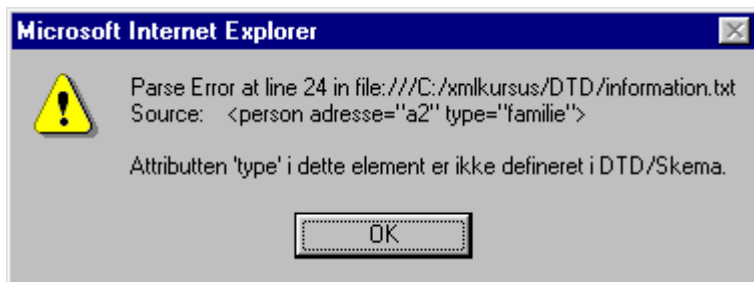 Microsoft Internet Explorer
Parse Error at line 24 in file:///C:/xmlkursus/DTD/information.txt
Source: <person adresse="a2" type="familie">
Attributten 'type' i dette element er ikke defineret i DTD/Skema.
OK